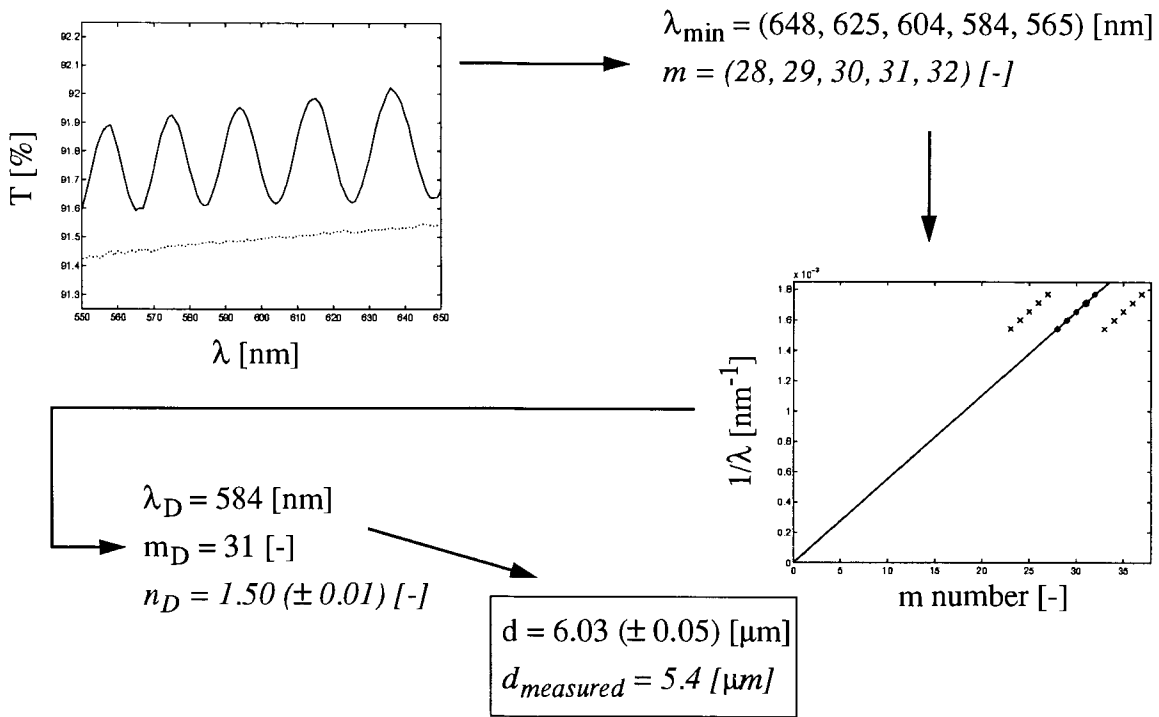 λmin = (648, 625, 604, 584, 565) [nm]
m = (28, 29, 30, 31, 32) [-]
92.2
92.1
92
91.9
91.8
91.7
91.6
91.5
91.4
91.3
T [%]
550 560 570 580 590 600 610 620 630 640 650
λ [nm]
x 10⁻³
1.8
1.6
1.4
1.2
1
0.8
0.6
0.4
0.2
0
1/λ [nm⁻¹]
0 5 10 15 20 25 30 35
m number [-]
λD = 584 [nm]
mD = 31 [-]
nD = 1.50 (± 0.01) [-]
d = 6.03 (± 0.05) [µm]
dmeasured = 5.4 [µm]